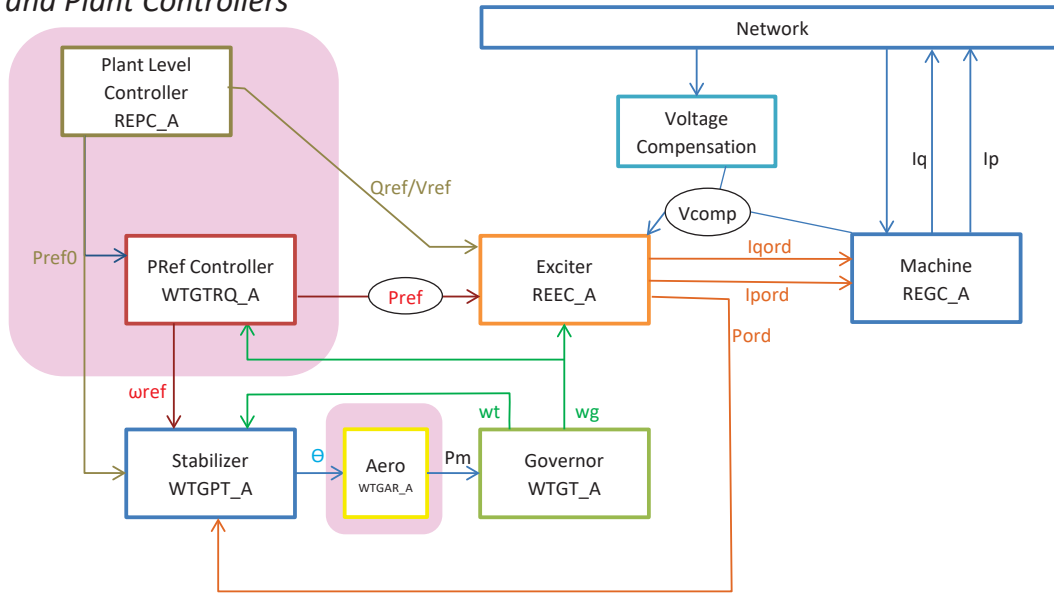 and Plant Controllers
Network
Plant Level
Controller
REPC_A
Voltage
Compensation
Iq
Ip
Qref/Vref
Vcomp
Pref0
PRef Controller
WTGTRQ_A
Pref
Exciter
REEC_A
Iqord
Ipord
Machine
REGC_A
Pord
ωref
wt
wg
Stabilizer
WTGPT_A
Ө
Aero
WTGAR_A
Pm
Governor
WTGT_A